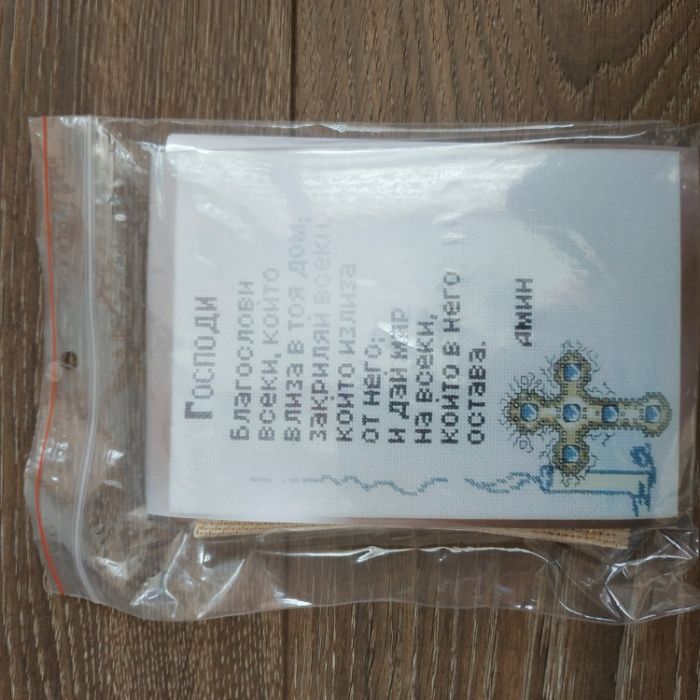 Господи
благослови
всеки, който
влиза в тоя дом;
закриляй всеки
който излиза
от него;
и дай мир
на всеки,
който в него
остава.
амин